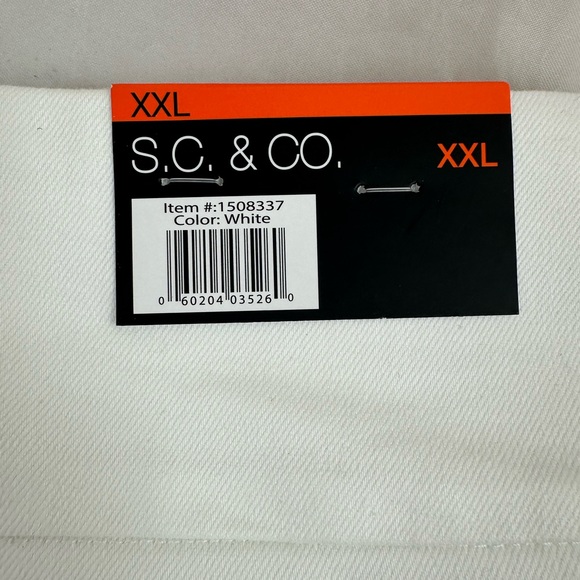 XXL
S.C. & CO.
XXL
Item #:1508337
Color: White
0 60204 03526 0